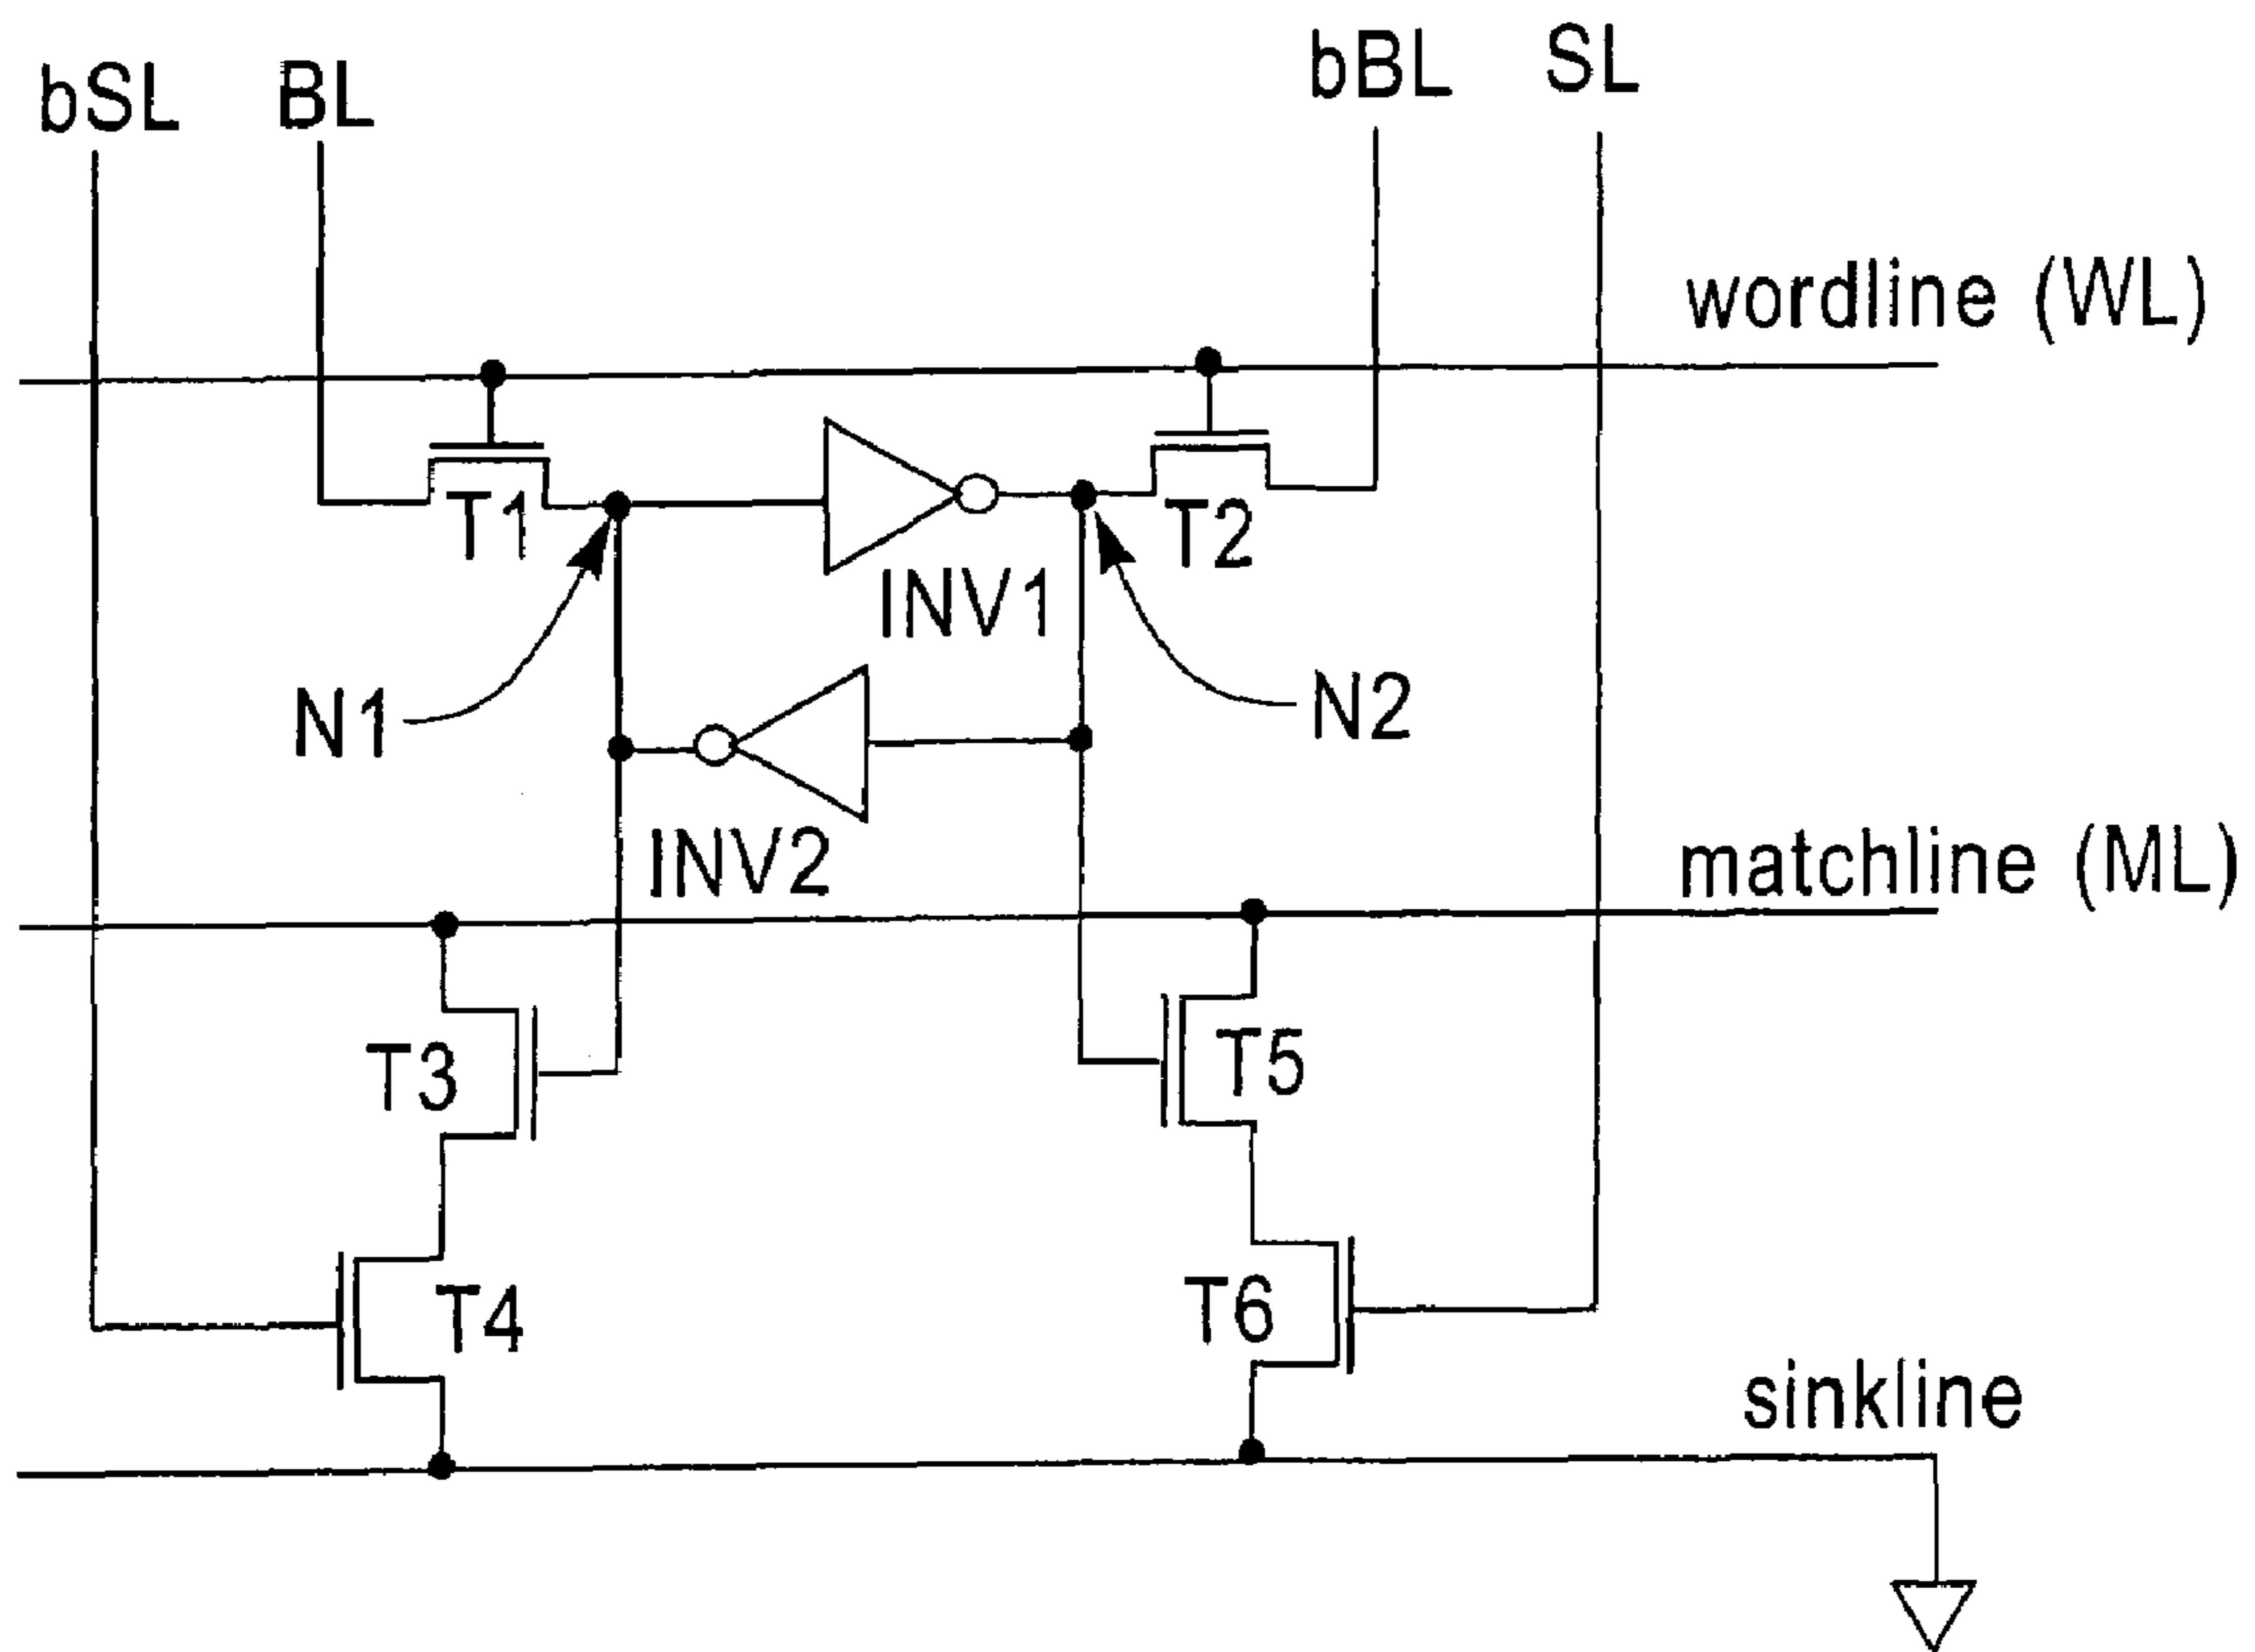 bSL
BL
bBL
SL
wordline (WL)
T1
T2
INV1
N1
N2
INV2
matchline (ML)
T3
T5
T4
T6
sinkline